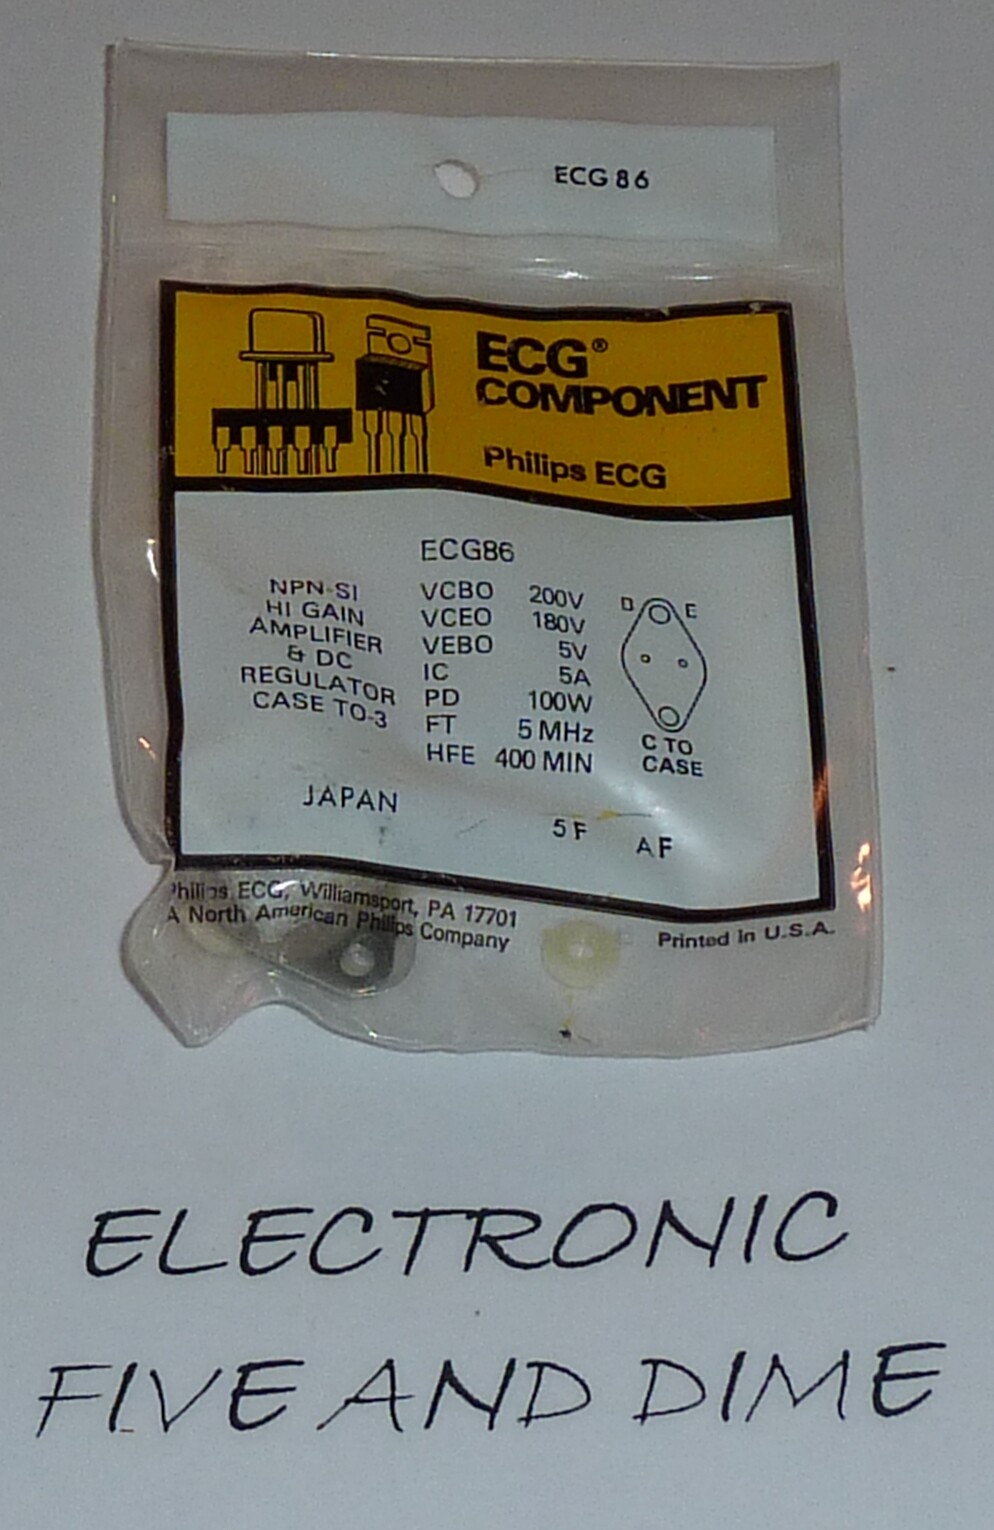 ECG 86
ECG®
COMPONENT
Philips ECG
ECG86
NPN-SI
HI GAIN
AMPLIFIER
& DC
REGULATOR
CASE TO-3
VCBO 200V
VCEO 180V
VEBO 5V
IC 5A
PD 100W
FT 5 MHz
HFE 400 MIN
E
C TO
CASE
JAPAN
5F AF
Philips ECG, Williamsport, PA 17701
A North American Philips Company
Printed in U.S.A.
ELECTRONIC
FIVE AND DIME